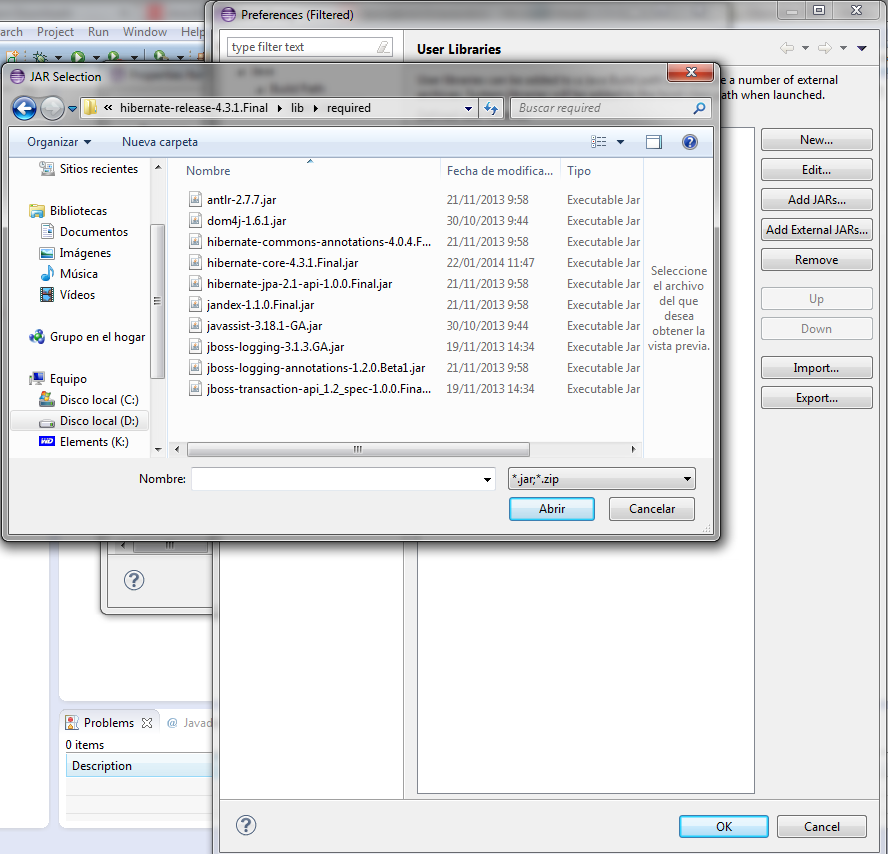 Preferences (Filtered)
arch Project Run Window Help
type filter text
User Libraries
e a number of external
ath when launched.
JAR Selection
« hibernate-release-4.3.1.Final ▸ lib ▸ required
Buscar required
Organizar
Nueva carpeta
Sitios recientes
Bibliotecas
Documentos
Imágenes
Música
Vídeos
Grupo en el hogar
Equipo
Disco local (C:)
Disco local (D:)
Elements (K:)
Nombre Fecha de modifica... Tipo
antlr-2.7.7.jar 21/11/2013 9:58 Executable Jar
dom4j-1.6.1.jar 30/10/2013 9:44 Executable Jar
hibernate-commons-annotations-4.0.4.F... 21/11/2013 9:58 Executable Jar
hibernate-core-4.3.1.Final.jar 22/01/2014 11:47 Executable Jar
hibernate-jpa-2.1-api-1.0.0.Final.jar 21/11/2013 9:58 Executable Jar
jandex-1.1.0.Final.jar 21/11/2013 9:58 Executable Jar
javassist-3.18.1-GA.jar 30/10/2013 9:44 Executable Jar
jboss-logging-3.1.3.GA.jar 19/11/2013 14:34 Executable Jar
jboss-logging-annotations-1.2.0.Beta1.jar 21/11/2013 9:58 Executable Jar
jboss-transaction-api_1.2_spec-1.0.0.Fina... 19/11/2013 14:34 Executable Jar
Seleccione
el archivo
del que
desea
obtener la
vista previa.
Nombre:
*.jar;*.zip
Abrir
Cancelar
New...
Edit...
Add JARs...
Add External JARs...
Remove
Up
Down
Import...
Export...
Problems
@ Javad
0 items
Description
OK
Cancel